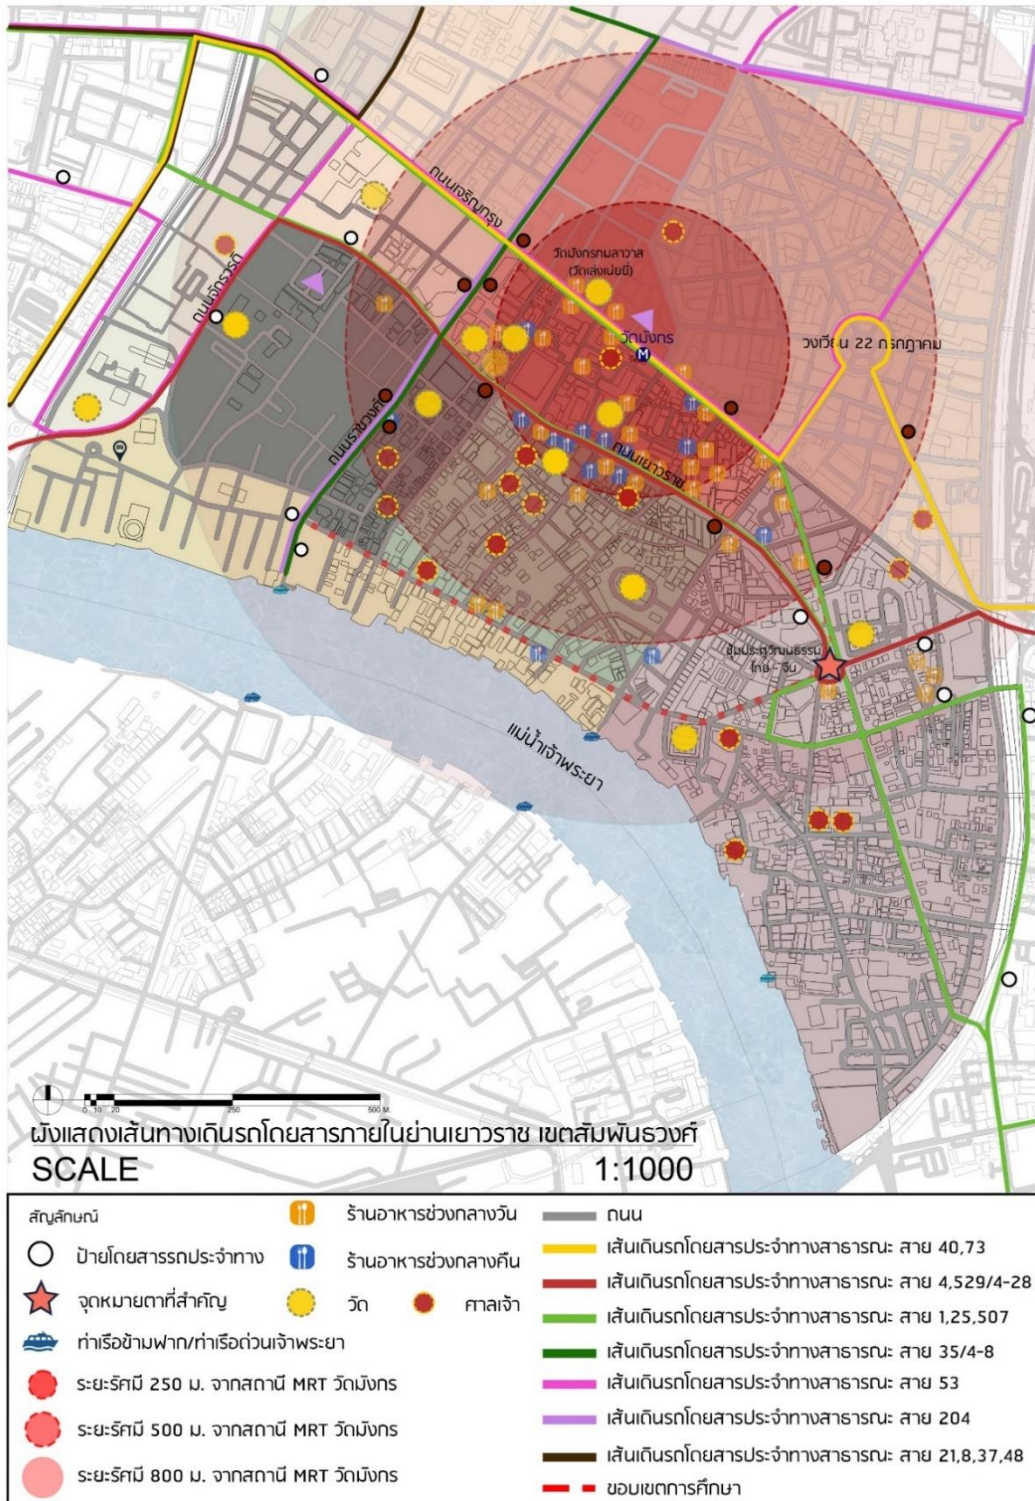 ถนนเจริญกรุง
วัดมังกรกมลาวาส
(วัดเล่งเน่ยยี่)
ถนนจักรวรรดิ
วัดมังกร
M
วงเวียน 22 กรกฎาคม
ถนนราชวงศ์
ถนนเยาวราช
ซุ้มประตูวัฒนธรรม
ไทย - จีน
แม่น้ำเจ้าพระยา
0 10 20 250 500 M.
ผังแสดงเส้นทางเดินรถโดยสารภายในย่านเยาวราช เขตสัมพันธวงศ์
SCALE 1:1000
สัญลักษณ์
ป้ายโดยสารรถประจำทาง
จุดหมายตาที่สำคัญ
ท่าเรือข้ามฟาก/ท่าเรือด่วนเจ้าพระยา
ระยะรัศมี 250 ม. จากสถานี MRT วัดมังกร
ระยะรัศมี 500 ม. จากสถานี MRT วัดมังกร
ระยะรัศมี 800 ม. จากสถานี MRT วัดมังกร
ร้านอาหารช่วงกลางวัน
ร้านอาหารช่วงกลางคืน
วัด
ศาลเจ้า
ถนน
เส้นเดินรถโดยสารประจำทางสาธารณะ สาย 40,73
เส้นเดินรถโดยสารประจำทางสาธารณะ สาย 4,529/4-28
เส้นเดินรถโดยสารประจำทางสาธารณะ สาย 1,25,507
เส้นเดินรถโดยสารประจำทางสาธารณะ สาย 35/4-8
เส้นเดินรถโดยสารประจำทางสาธารณะ สาย 53
เส้นเดินรถโดยสารประจำทางสาธารณะ สาย 204
เส้นเดินรถโดยสารประจำทางสาธารณะ สาย 21,8,37,48
ขอบเขตการศึกษา